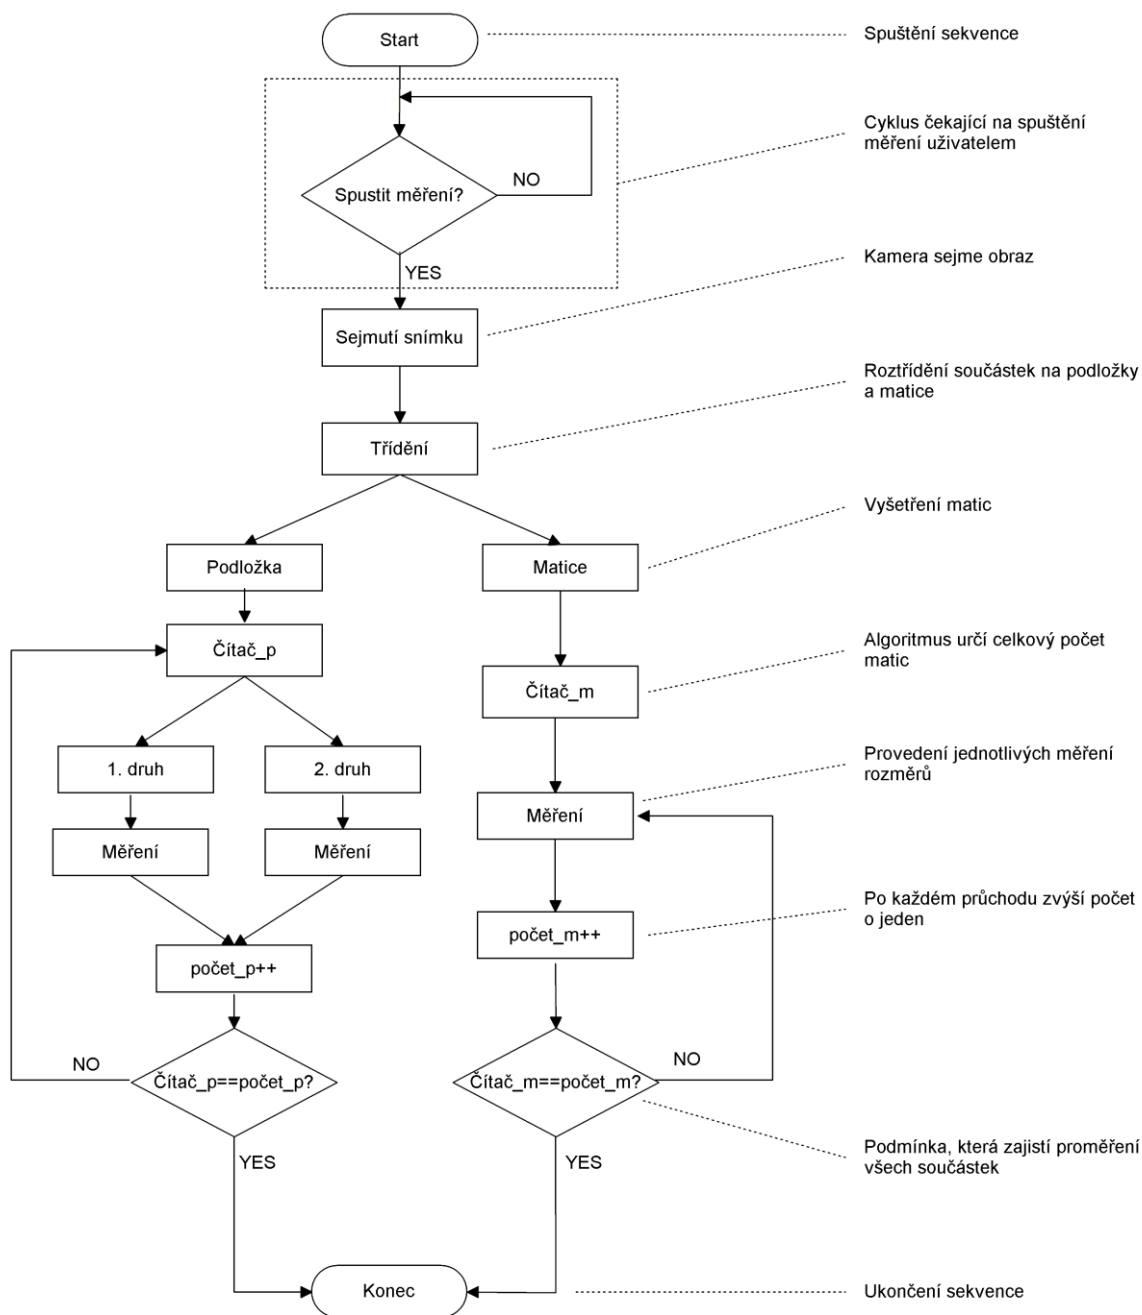 Start
Spuštění sekvence
Cyklus čekající na spuštění
měření uživatelem
Spustit měření?
NO
YES
Kamera sejme obraz
Sejmutí snímku
Roztřídění součástek na podložky
a matice
Třídění
Vyšetření matic
Podložka
Matice
Čítač_p
Algoritmus určí celkový počet
matic
Čítač_m
1. druh
2. druh
Provedení jednotlivých měření
rozměrů
Měření
Měření
Měření
Po každém průchodu zvýší počet
o jeden
počet_m++
počet_p++
NO
NO
Čítač_p==počet_p?
Čítač_m==počet_m?
YES
YES
Podmínka, která zajistí proměření
všech součástek
Konec
Ukončení sekvence